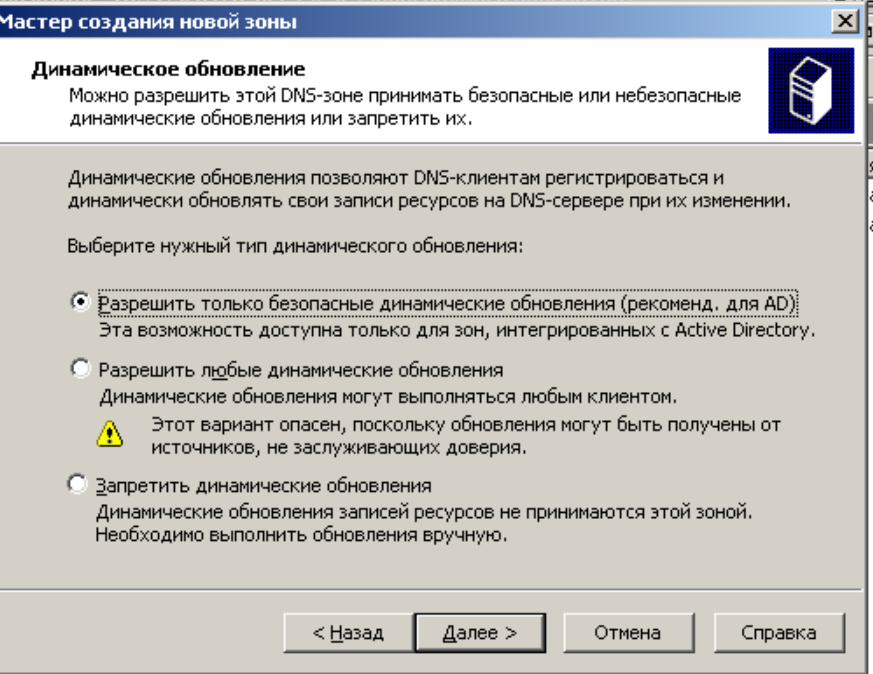 Мастер создания новой зоны
Динамическое обновление
Можно разрешить этой DNS-зоне принимать безопасные или небезопасные
динамические обновления или запретить их.
Динамические обновления позволяют DNS-клиентам регистрироваться и
динамически обновлять свои записи ресурсов на DNS-сервере при их изменении.
Выберите нужный тип динамического обновления:
Разрешить только безопасные динамические обновления (рекоменд. для AD)
Эта возможность доступна только для зон, интегрированных с Active Directory.
Разрешить любые динамические обновления
Динамические обновления могут выполняться любым клиентом.
Этот вариант опасен, поскольку обновления могут быть получены от
источников, не заслуживающих доверия.
Запретить динамические обновления
Динамические обновления записей ресурсов не принимаются этой зоной.
Необходимо выполнить обновления вручную.
< Назад Далее > Отмена Справка